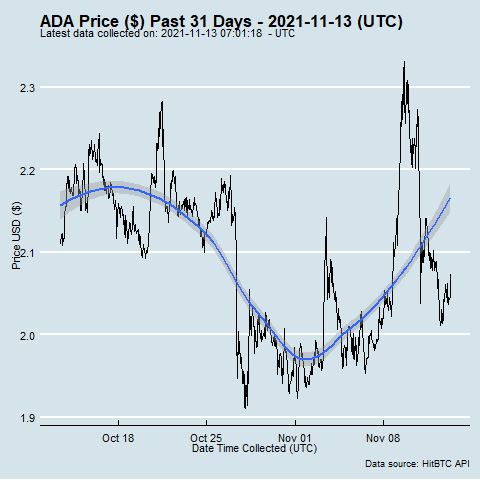 ADA Price ($) Past 31 Days - 2021-11-13 (UTC)
Latest data collected on: 2021-11-13 07:01:18 - UTC
2.3
2.2
2.1
2.0
1.9
Price USD ($)
Oct 18 Oct 25 Nov 01 Nov 08
Date Time Collected (UTC)
Data source: HitBTC API